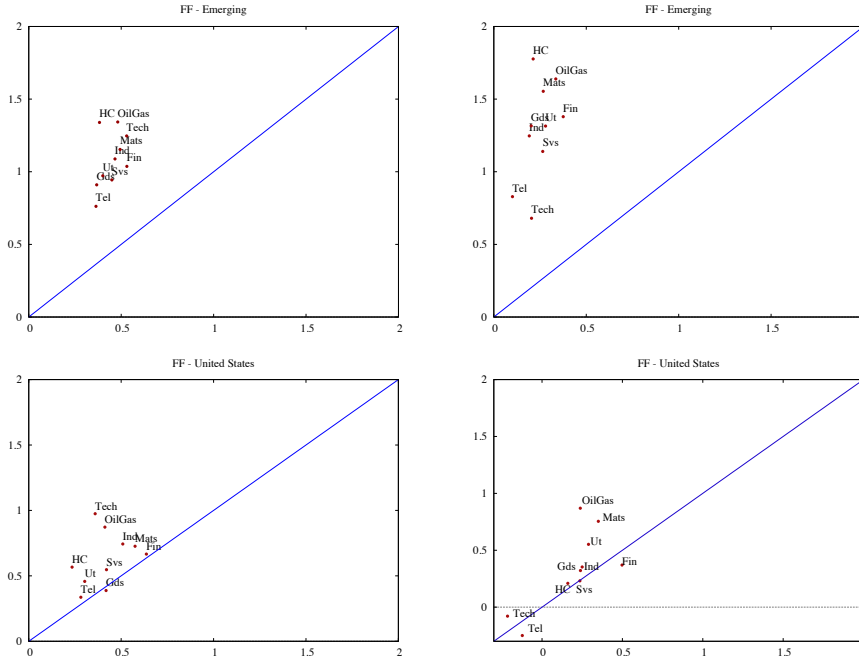 FF - Emerging
2
1.5
1
0.5
0
HC OilGas
Tech
Mats
Ind
Fin
Ut
Svs
Gds
Tel
0 0.5 1 1.5 2
FF - Emerging
2
1.5
1
0.5
0
HC
OilGas
Mats
Fin
Gds Ut
Ind
Svs
Tel
Tech
0 0.5 1 1.5
FF - United States
2
1.5
1
0.5
0
Tech
OilGas
Ind Mats
Fin
HC
Svs
Ut
Gds
Tel
0 0.5 1 1.5 2
FF - United States
2
1.5
1
0.5
0
OilGas
Mats
Ut
Gds Ind
Fin
HC Svs
Tech
Tel
0 0.5 1 1.5